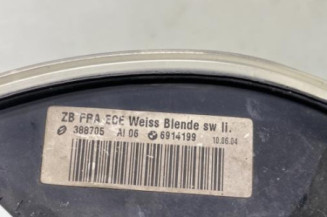 ZB FRA ECE Weiss Blende sw li.
388705 AI 06 6914199 10.06.04